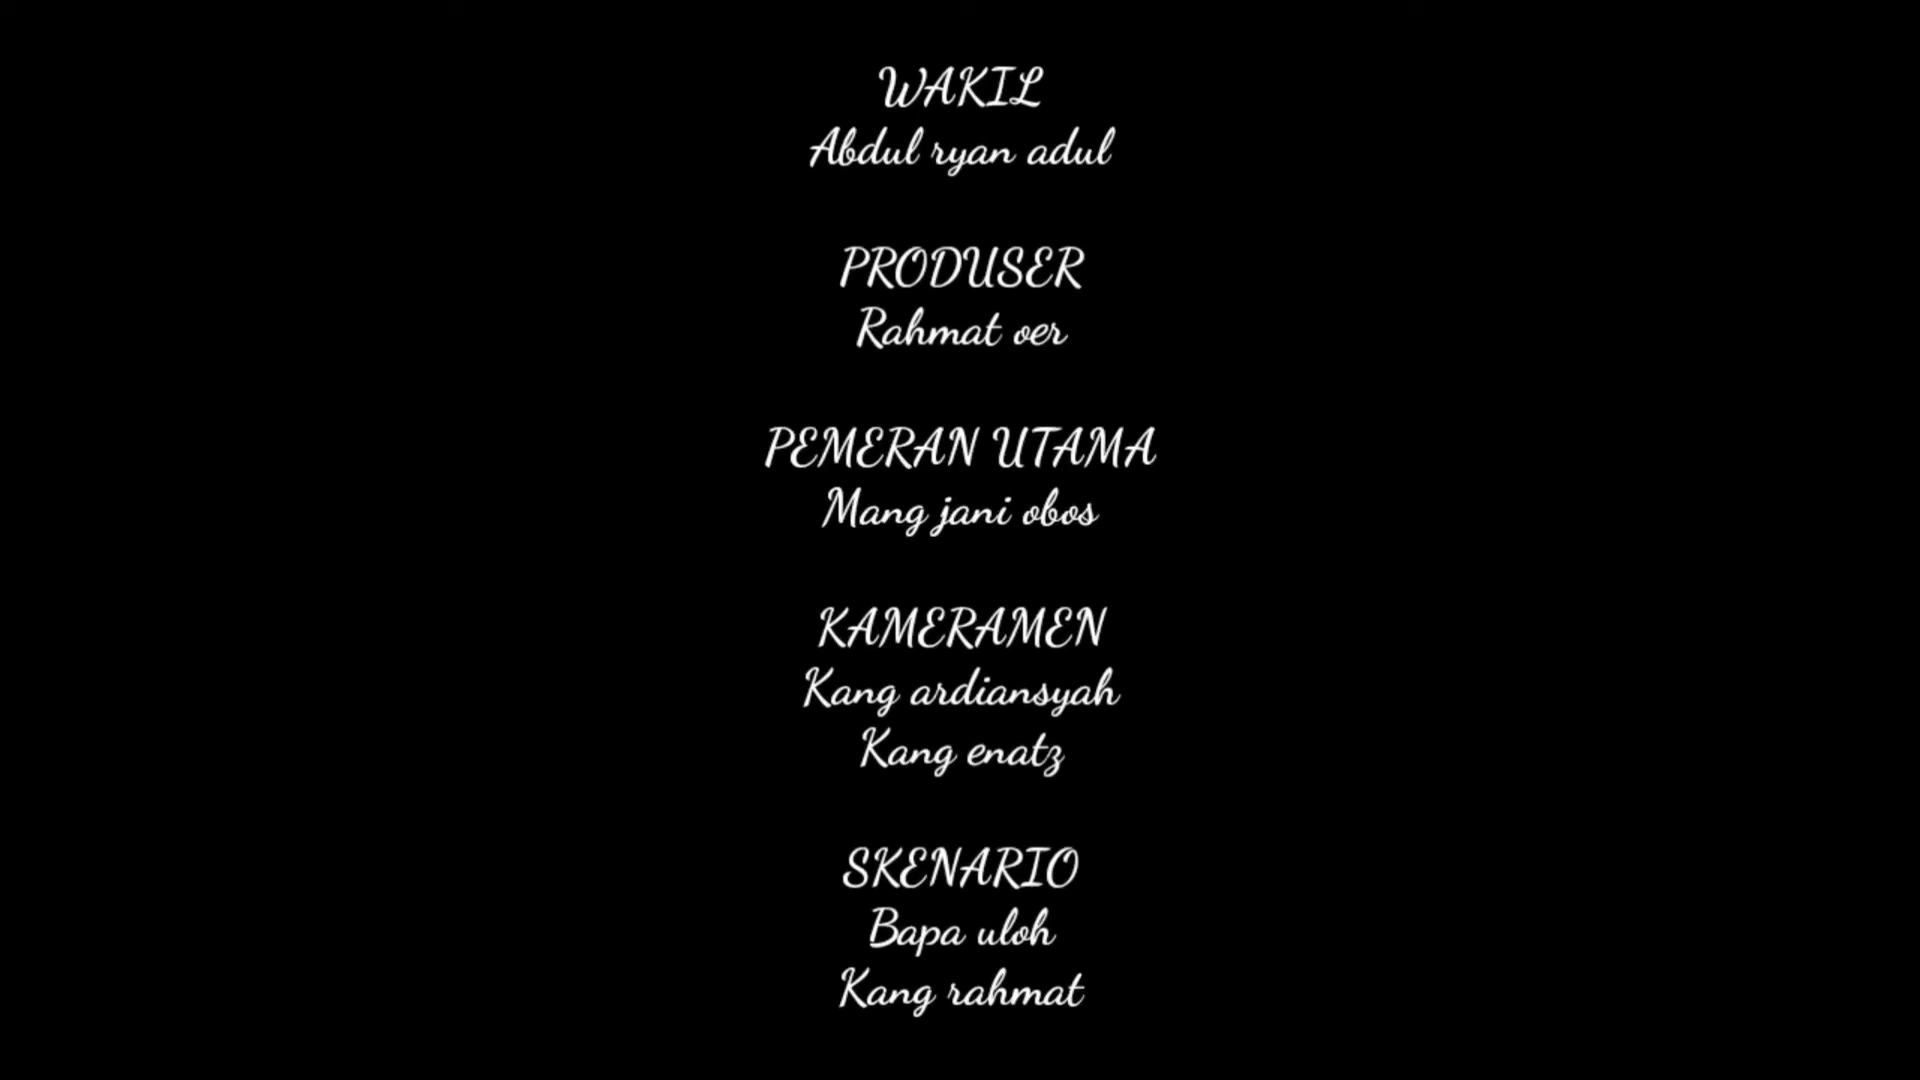 WAKIL
Abdul ryan adul
PRODUSER
Rahmat oer
PEMERAN UTAMA
Mang jani obos
KAMERAMEN
Kang ardiansyah
Kang enatz
SKENARIO
Bapa uloh
Kang rahmat